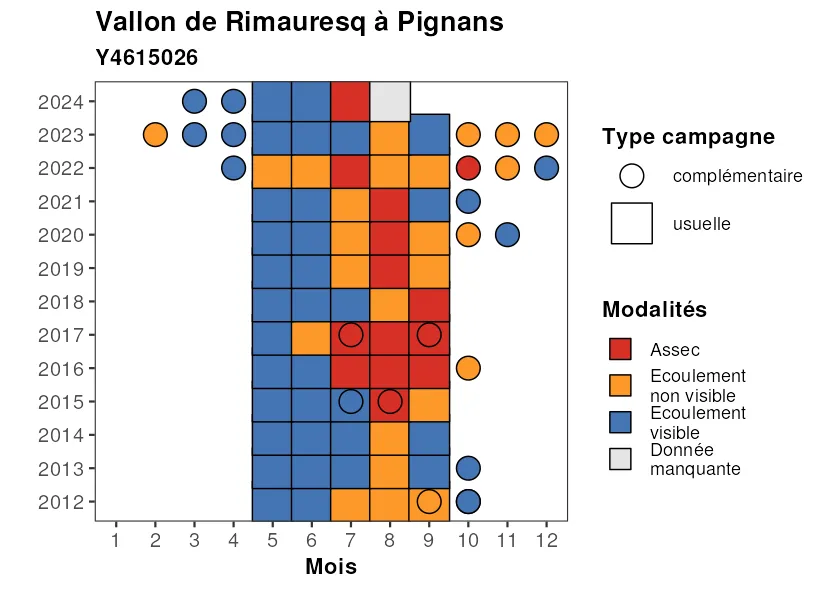 Vallon de Rimauresq à Pignans
Y4615026
2024
2023
2022
2021
2020
2019
2018
2017
2016
2015
2014
2013
2012
1 2 3 4 5 6 7 8 9 10 11 12
Mois
Type campagne
complémentaire
usuelle
Modalités
Assec
Ecoulement
non visible
Ecoulement
visible
Donnée
manquante